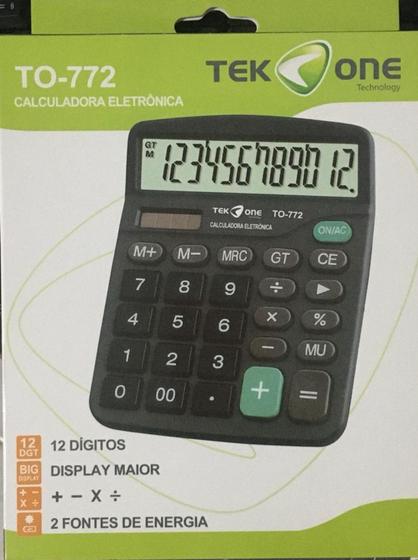 TO-772
CALCULADORA ELETRÔNICA
TEK ONE
Technology
GT
M
123456789012.
TEK ONE TO-772
CALCULADORA ELETRÔNICA
ON/AC
M+ M− MRC GT CE
7 8 9 ÷ ▶
4 5 6 × %
1 2 3 − MU
0 00 . + =
12 DGT 12 DÍGITOS
BIG DISPLAY DISPLAY MAIOR
+ − × ÷ + − X ÷
2 FONTES DE ENERGIA